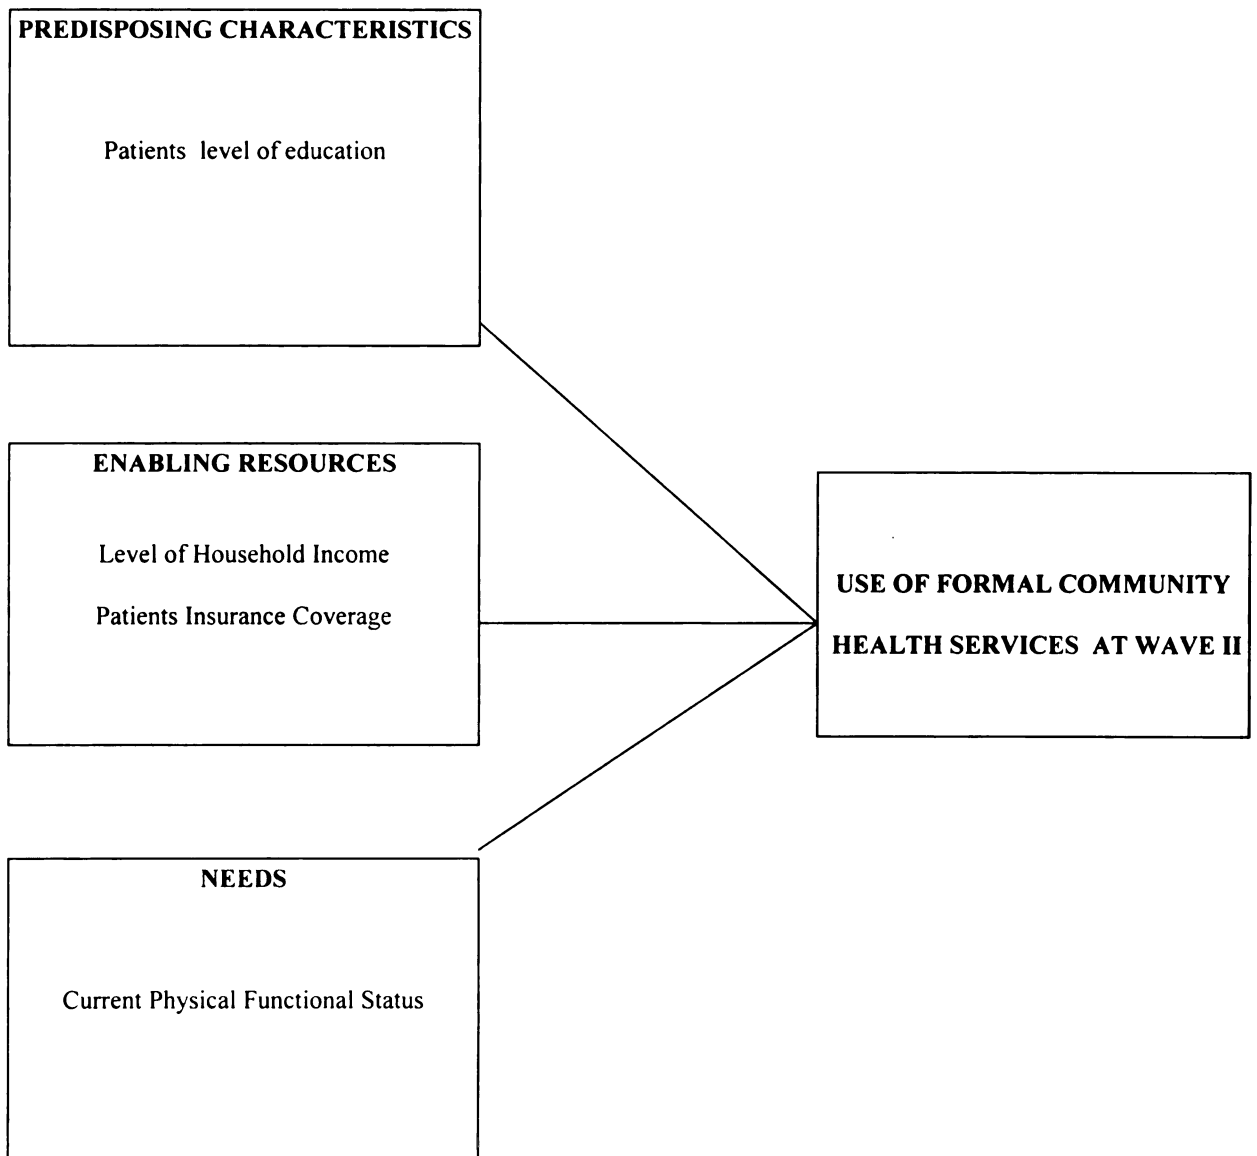 PREDISPOSING CHARACTERISTICS
Patients level of education
ENABLING RESOURCES
Level of Household Income
Patients Insurance Coverage
USE OF FORMAL COMMUNITY
HEALTH SERVICES AT WAVE II
NEEDS
Current Physical Functional Status